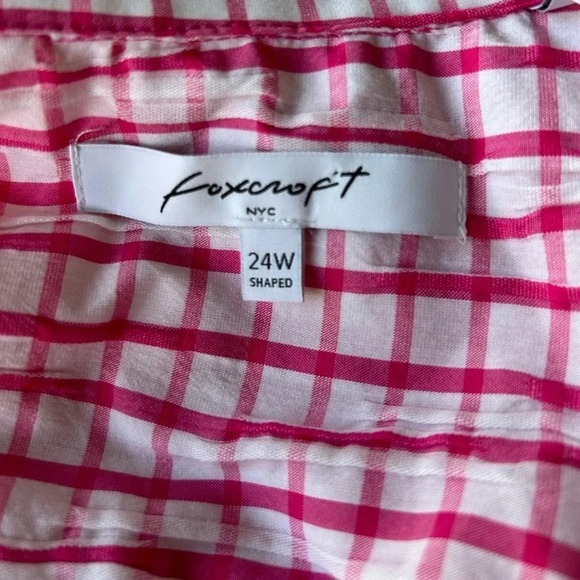 Foxcroft
NYC
24W
SHAPED